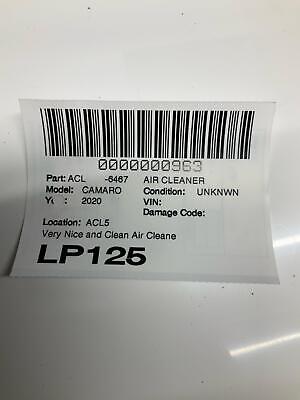 0000000963
Part: ACL -6467 AIR CLEANER
Model: CAMARO Condition: UNKNWN
Year: 2020 VIN:
Damage Code:
Location: ACL5
Very Nice and Clean Air Cleane
LP125